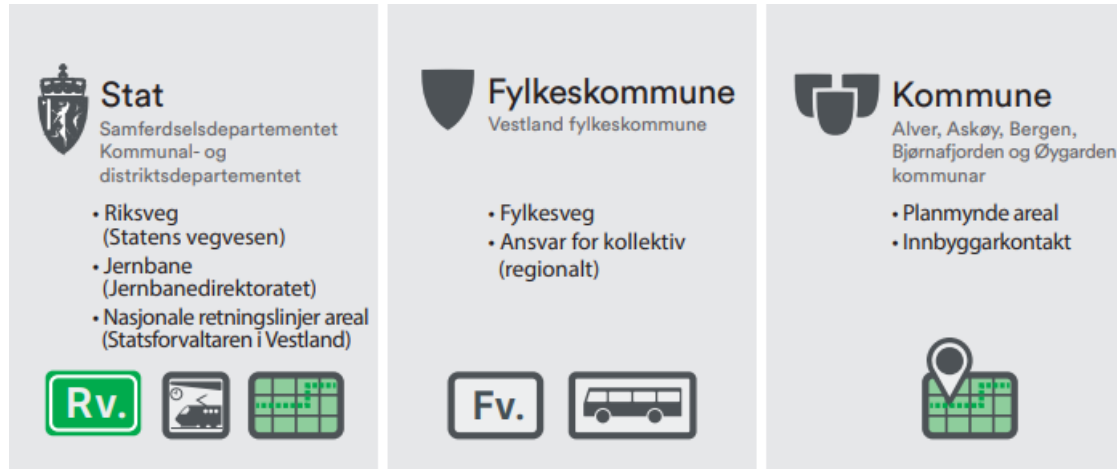 Stat
Samferdselsdepartementet
Kommunal- og
distriktsdepartementet
• Riksveg
(Statens vegvesen)
• Jernbane
(Jernbanedirektoratet)
• Nasjonale retningslinjer areal
(Statsforvaltaren i Vestland)
Rv.
Fylkeskommune
Vestland fylkeskommune
• Fylkesveg
• Ansvar for kollektiv
(regionalt)
Fv.
Kommune
Alver, Askøy, Bergen,
Bjørnafjorden og Øygarden
kommunar
• Planmynde areal
• Innbyggarkontakt